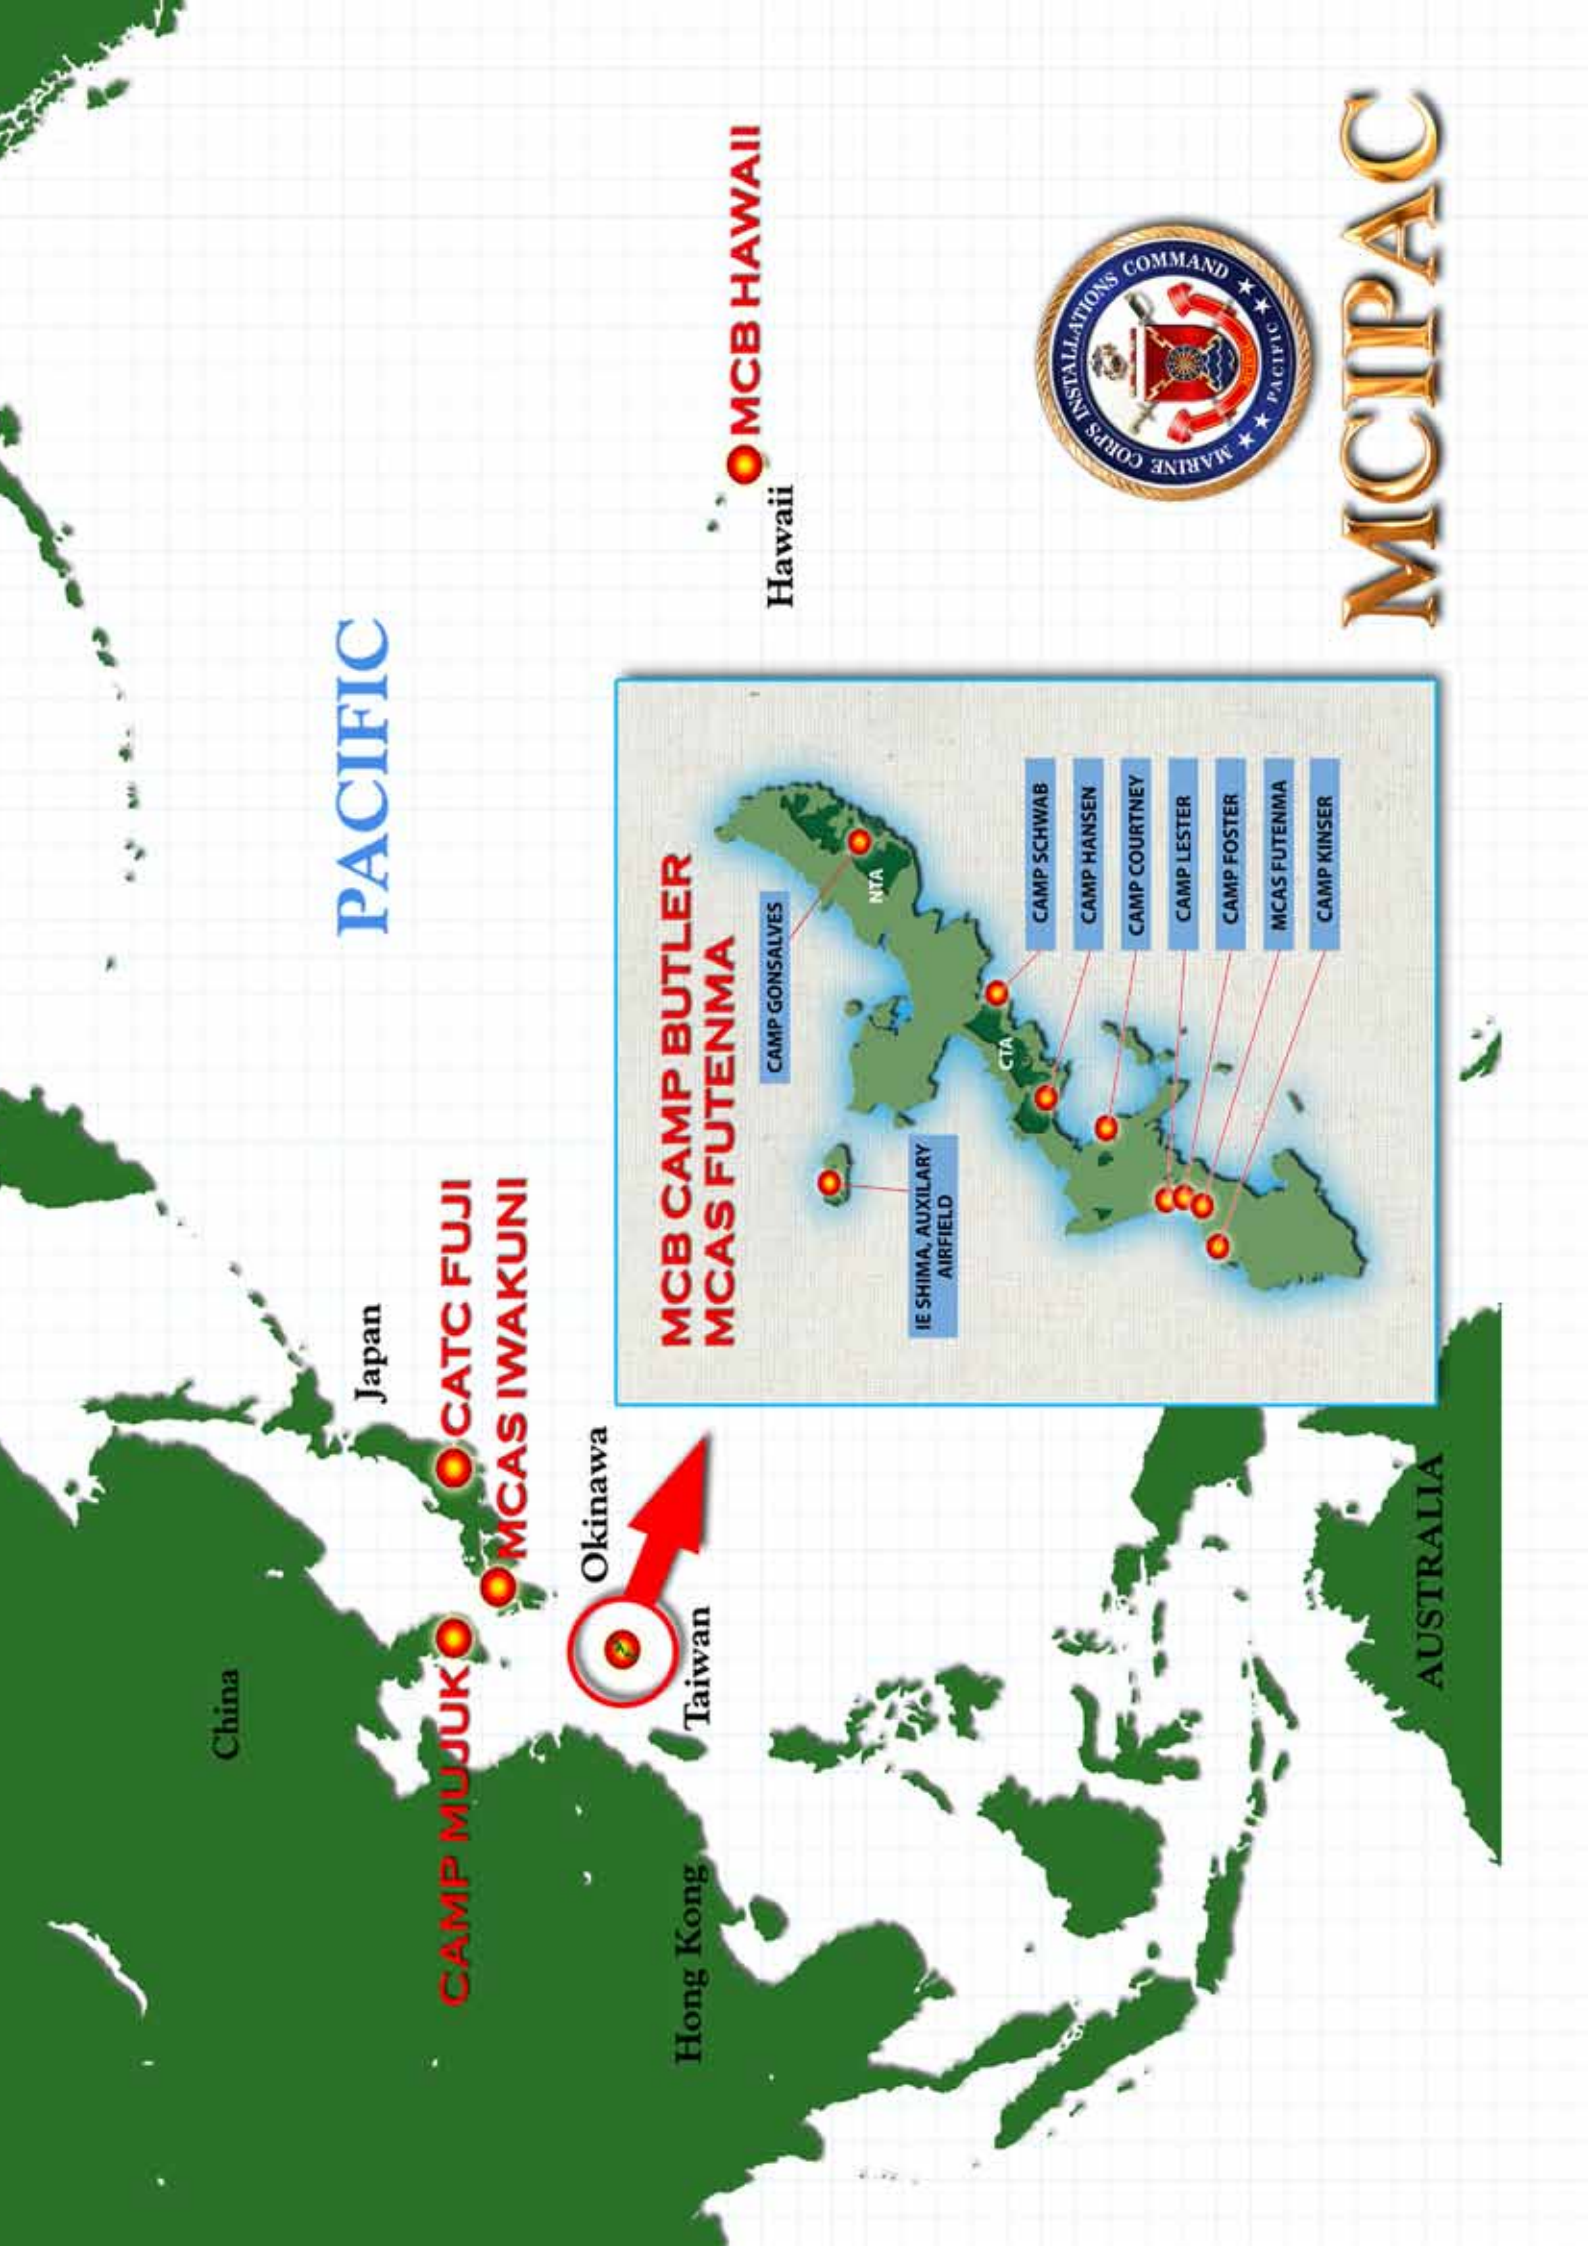 China
Japan
PACIFIC
CAMP MUJUK
CATC FUJI
MCAS IWAKUNI
Okinawa
Taiwan
Hong Kong
MCB HAWAII
Hawaii
MCB CAMP BUTLER
MCAS FUTENMA
CAMP GONSALVES
NTA
IE SHIMA, AUXILARY
AIRFIELD
CTA
CAMP SCHWAB
CAMP HANSEN
CAMP COURTNEY
CAMP LESTER
CAMP FOSTER
MCAS FUTENMA
CAMP KINSER
AUSTRALIA
MARINE CORPS INSTALLATIONS COMMAND
PACIFIC
MCIPAC